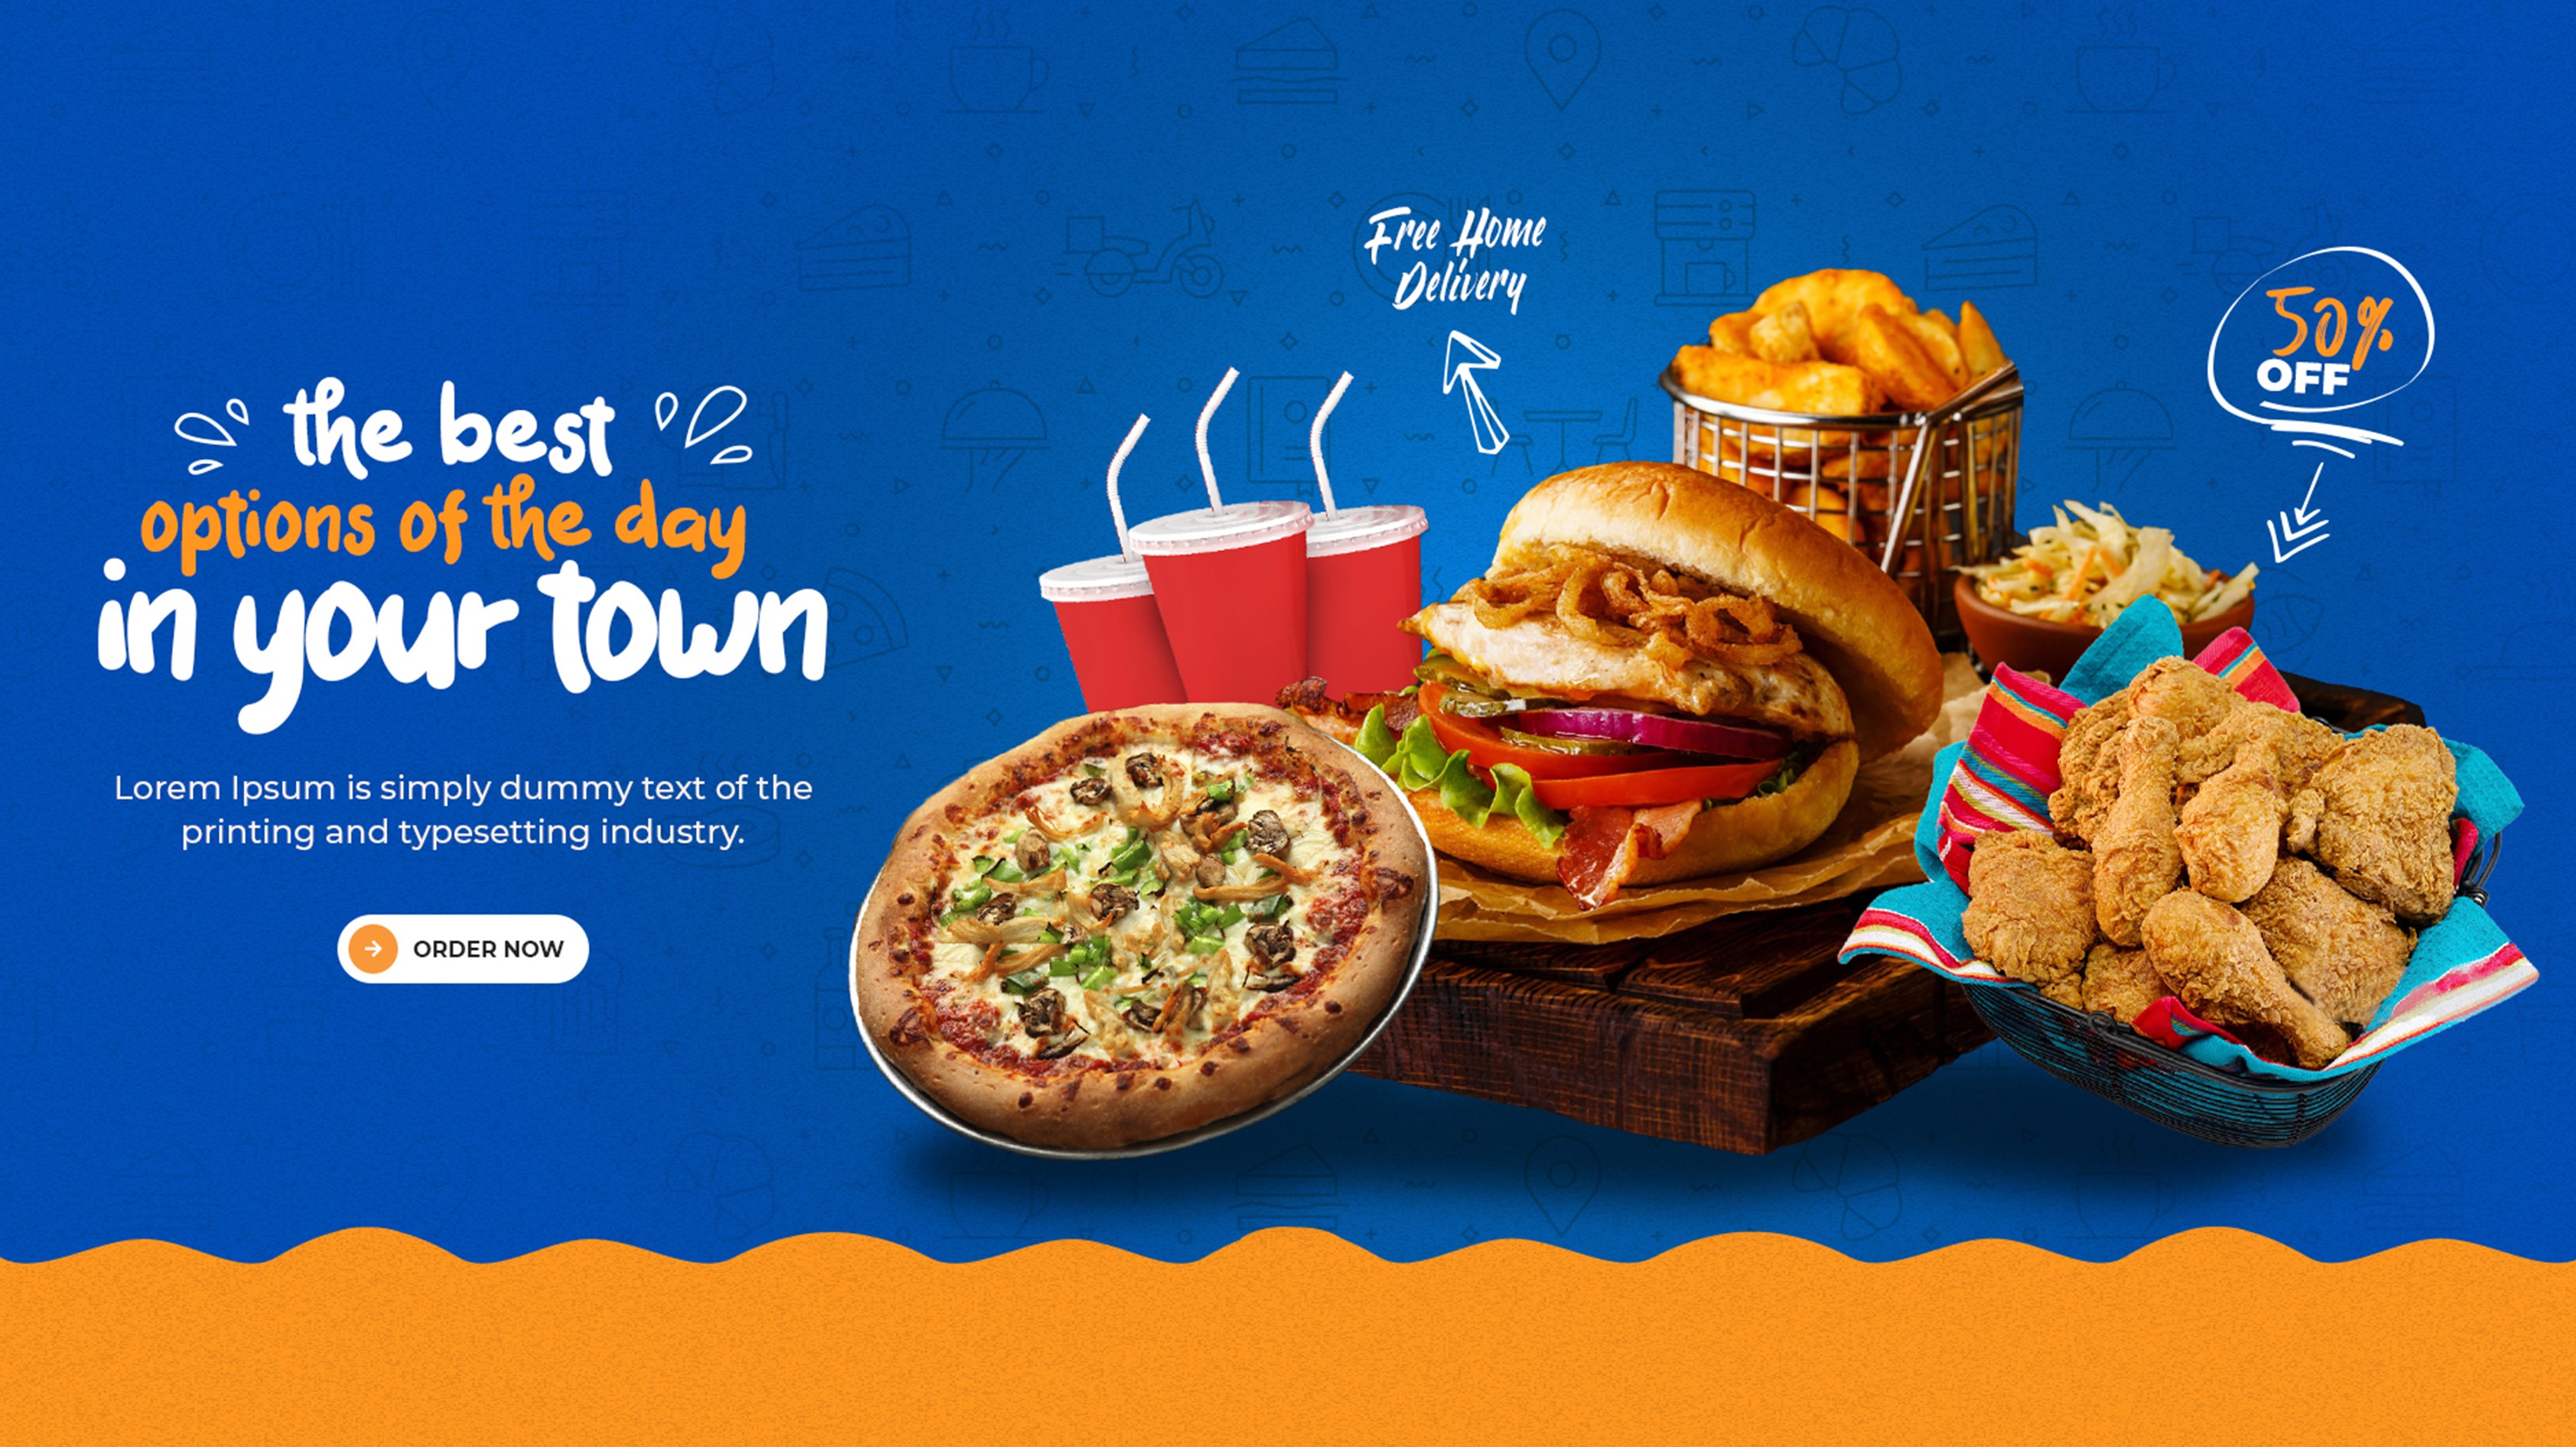 the best
options of the day
in your town
Lorem Ipsum is simply dummy text of the
printing and typesetting industry.
ORDER NOW
Free Home
Delivery
50%
OFF